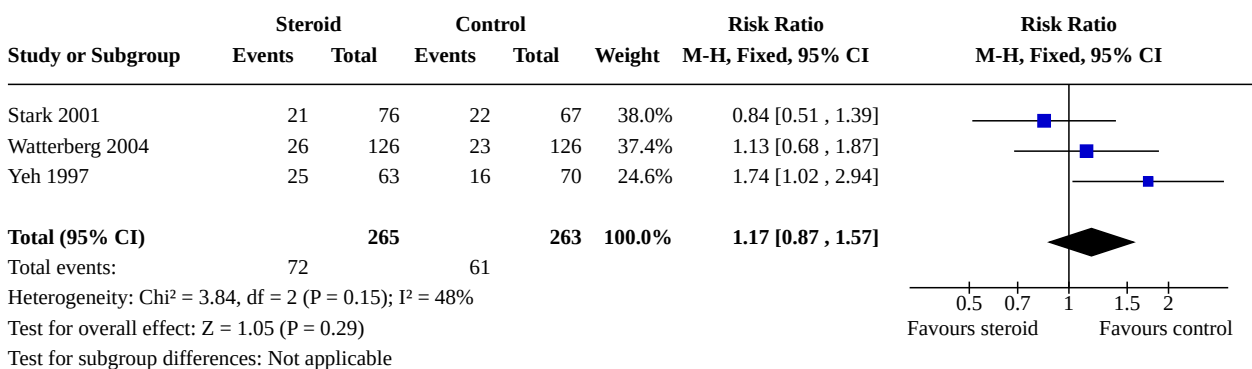 Steroid Control Risk Ratio Risk Ratio
Study or Subgroup Events Total Events Total Weight M-H, Fixed, 95% CI M-H, Fixed, 95% CI
Stark 2001 21 76 22 67 38.0% 0.84 [0.51 , 1.39]
Watterberg 2004 26 126 23 126 37.4% 1.13 [0.68 , 1.87]
Yeh 1997 25 63 16 70 24.6% 1.74 [1.02 , 2.94]
Total (95% CI) 265 263 100.0% 1.17 [0.87 , 1.57]
Total events: 72 61
Heterogeneity: Chi² = 3.84, df = 2 (P = 0.15); I² = 48%
0.5 0.7 1 1.5 2
Test for overall effect: Z = 1.05 (P = 0.29) Favours steroid Favours control
Test for subgroup differences: Not applicable